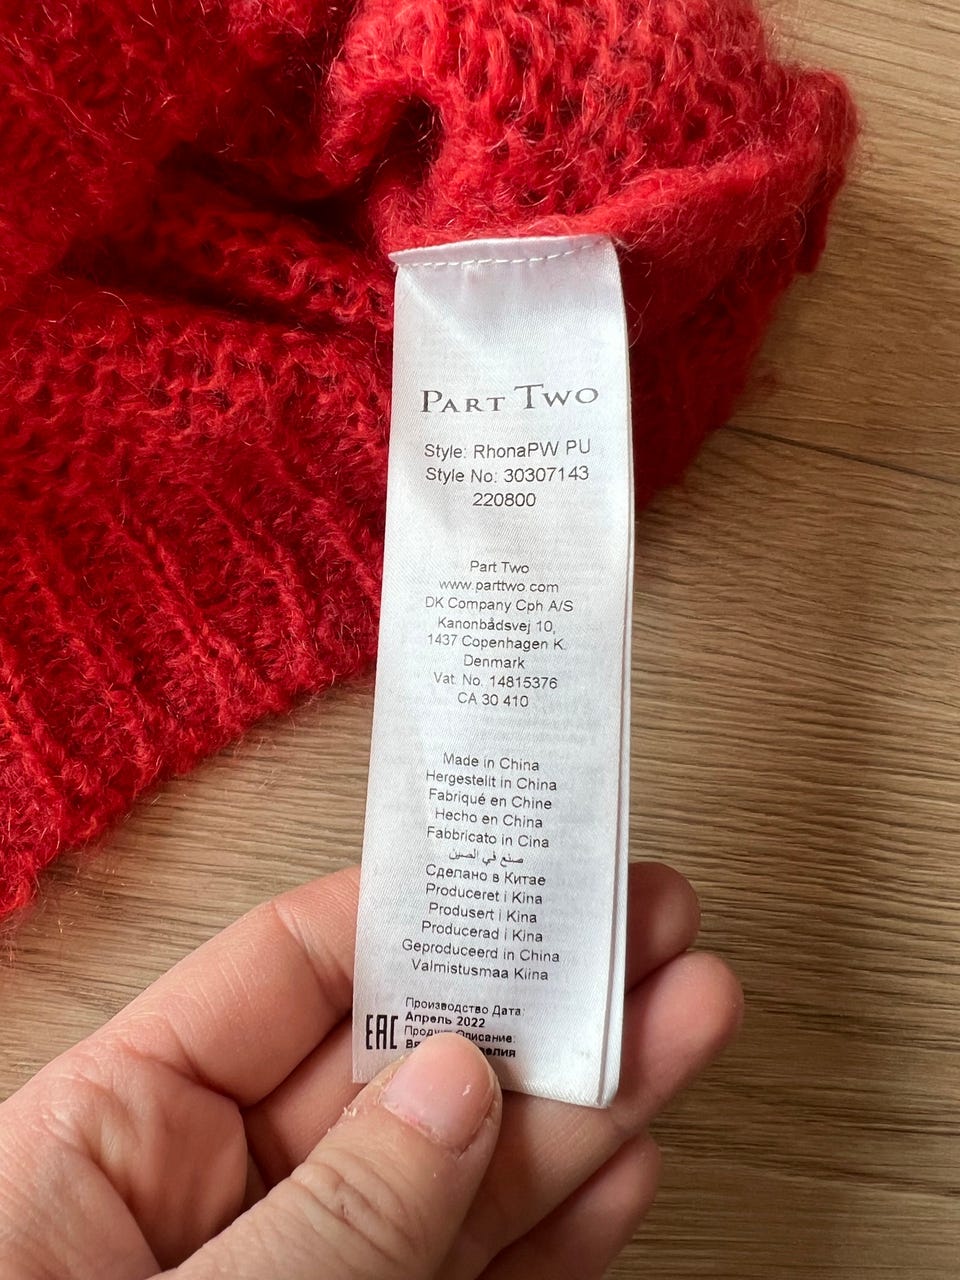 PART TWO
Style: RhonaPW PU
Style No: 30307143
220800
Part Two
www.parttwo.com
DK Company Cph A/S
Kanonbådsvej 10,
1437 Copenhagen K.
Denmark
Vat. No. 14815376
CA 30 410
Made in China
Hergestellt in China
Fabriqué en Chine
Hecho en China
Fabbricato in Cina
صنع في الصين
Сделано в Китае
Produceret i Kina
Produsert i Kina
Producerad i Kina
Geproduceerd in China
Valmistusmaa Kiina
Производство Дата:
Апрель 2022
Описание:
EAC